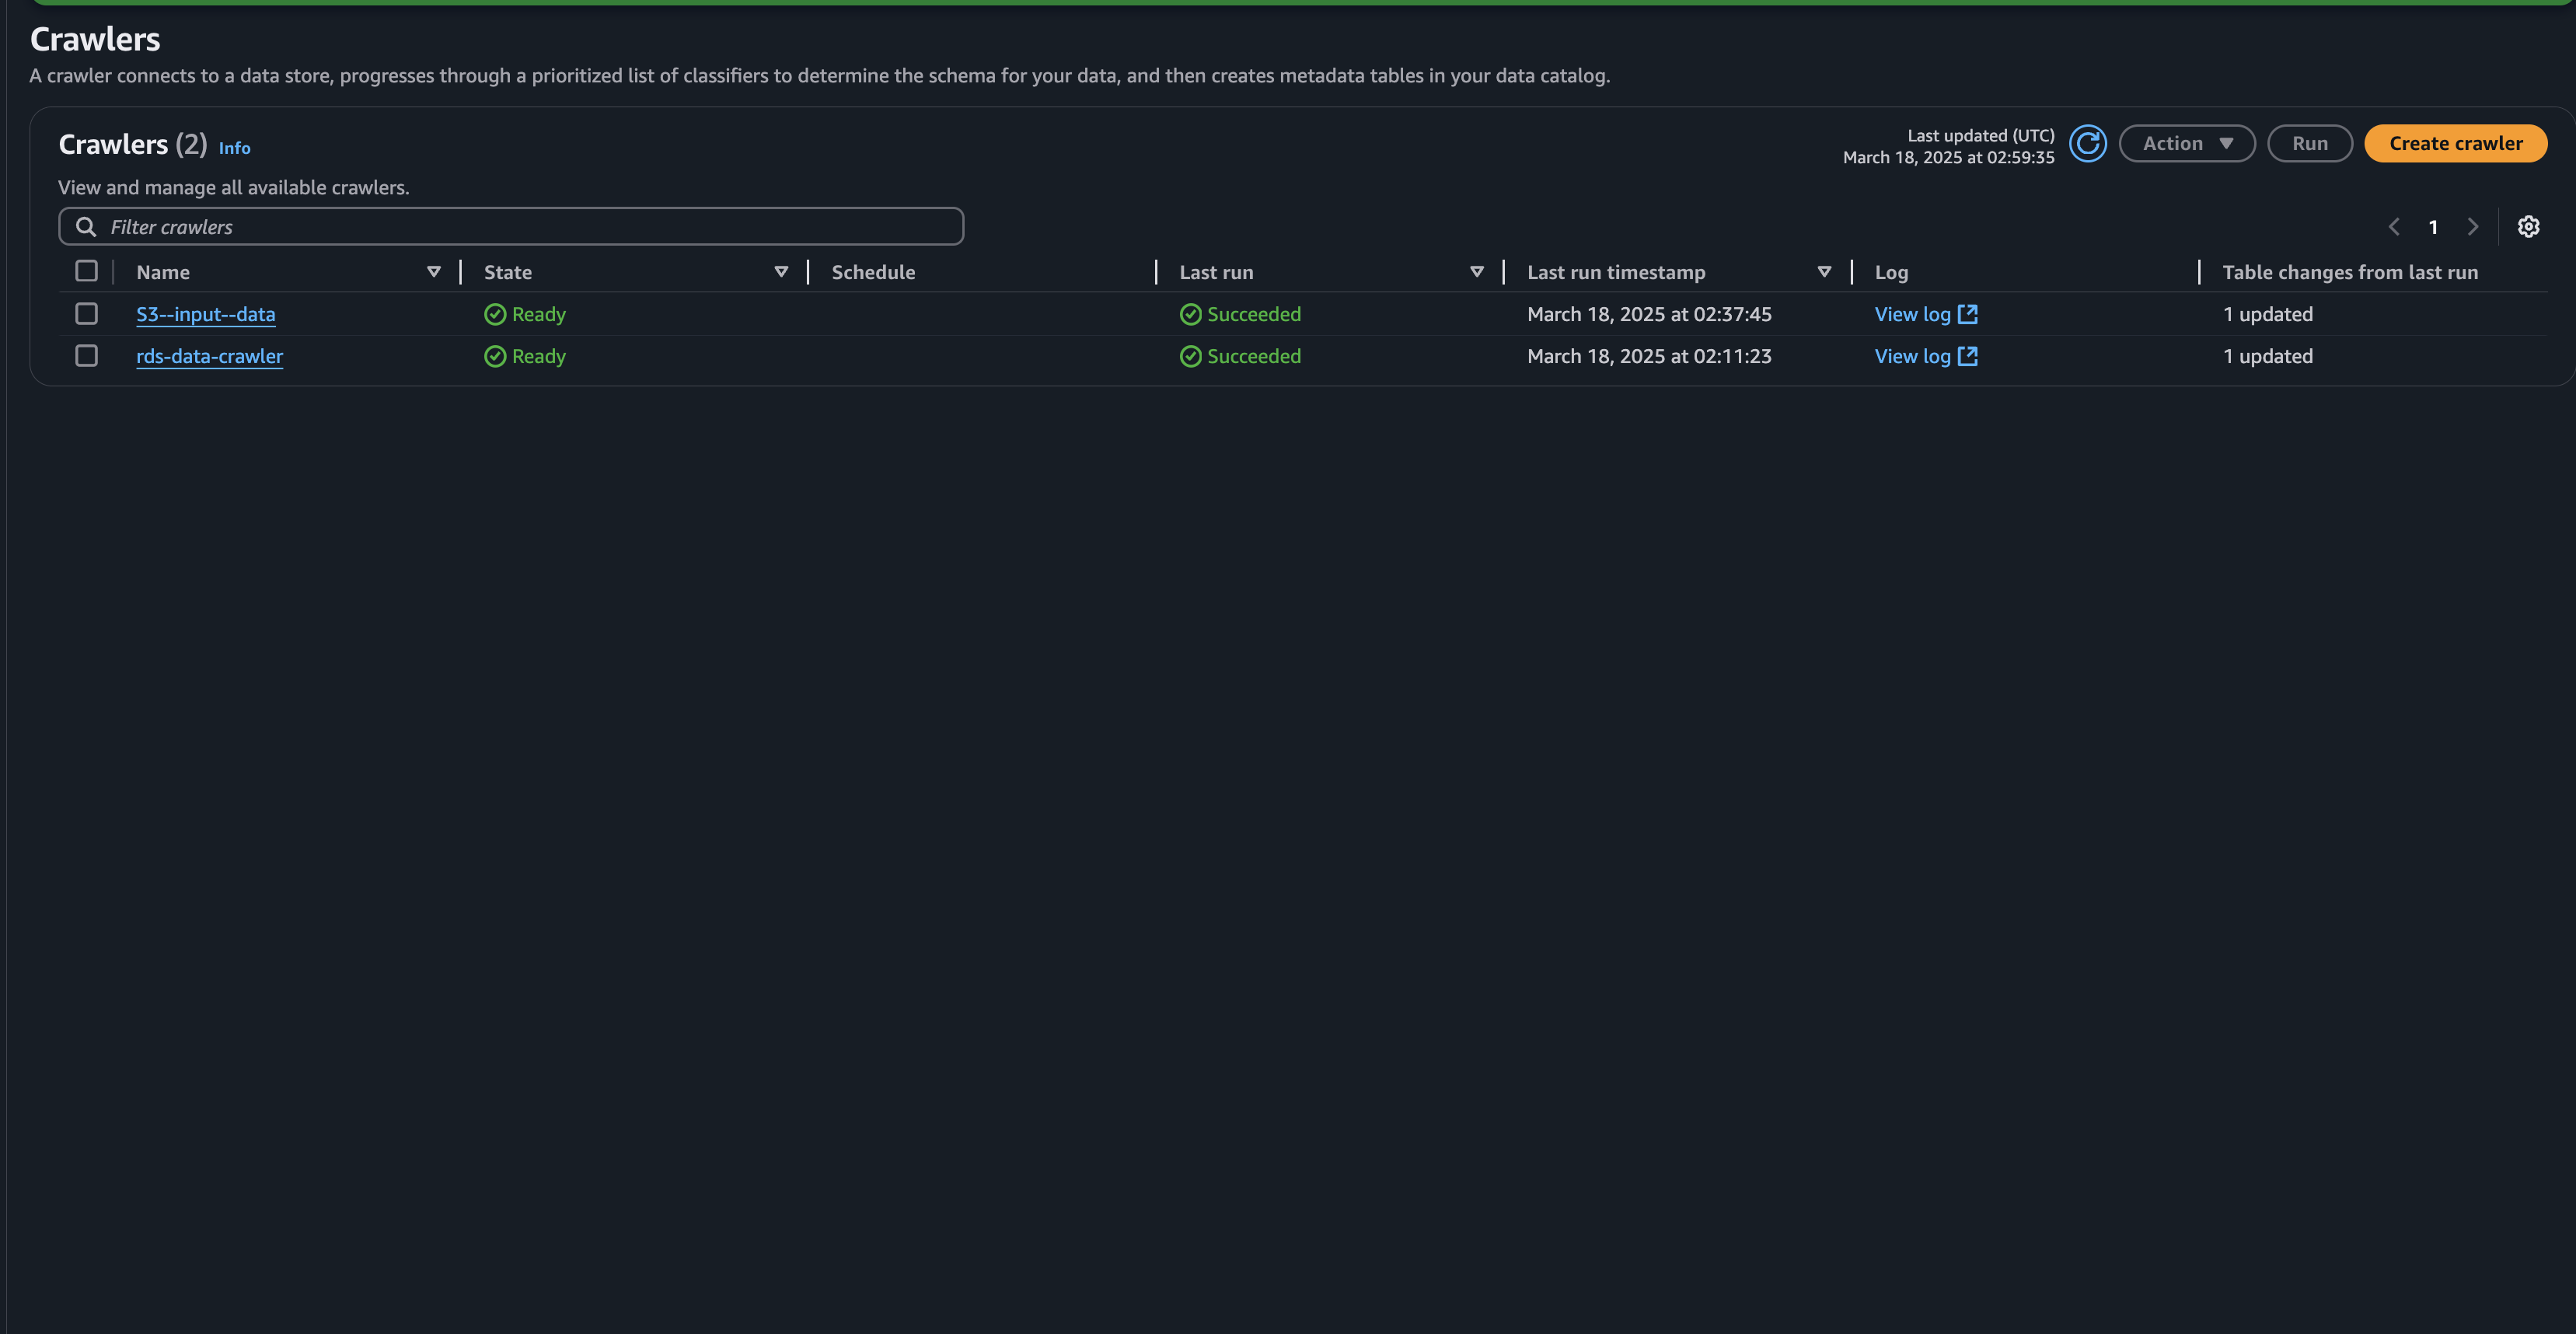 Crawlers
A crawler connects to a data store, progresses through a prioritized list of classifiers to determine the schema for your data, and then creates metadata tables in your data catalog.
Crawlers (2) Info
Last updated (UTC)
March 18, 2025 at 02:59:35
Action
Run
Create crawler
View and manage all available crawlers.
Filter crawlers
1
Name State Schedule Last run Last run timestamp Log Table changes from last run
S3--input--data Ready Succeeded March 18, 2025 at 02:37:45 View log 1 updated
rds-data-crawler Ready Succeeded March 18, 2025 at 02:11:23 View log 1 updated